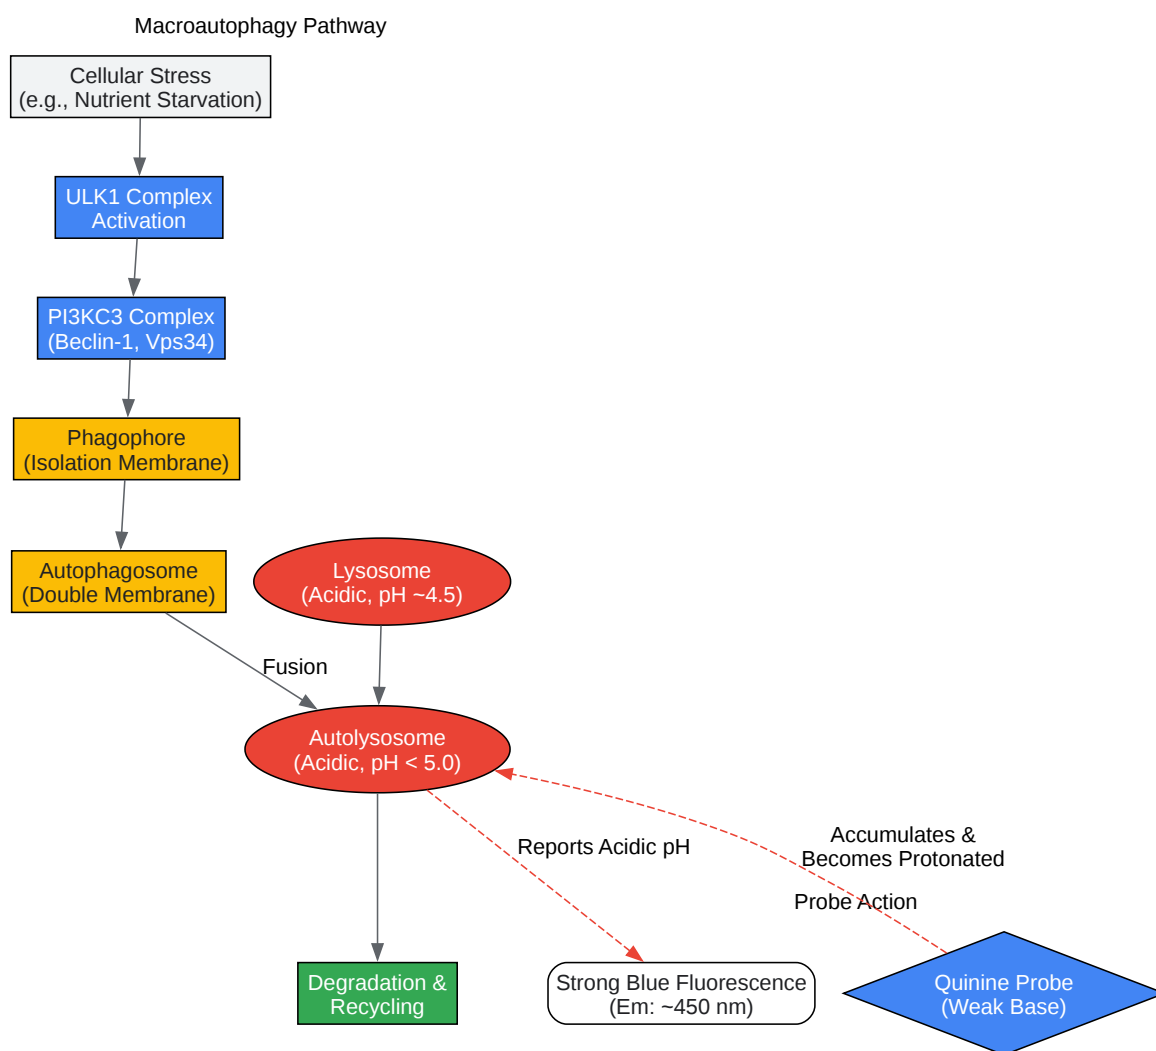 Macroautophagy Pathway
Cellular Stress
(e.g., Nutrient Starvation)
ULK1 Complex
Activation
PI3KC3 Complex
(Beclin-1, Vps34)
Phagophore
(Isolation Membrane)
Autophagosome
(Double Membrane)
Lysosome
(Acidic, pH ~4.5)
Fusion
Autolysosome
(Acidic, pH < 5.0)
Reports Acidic pH
Accumulates &
Becomes Protonated
Probe Action
Degradation &
Recycling
Strong Blue Fluorescence
(Em: ~450 nm)
Quinine Probe
(Weak Base)